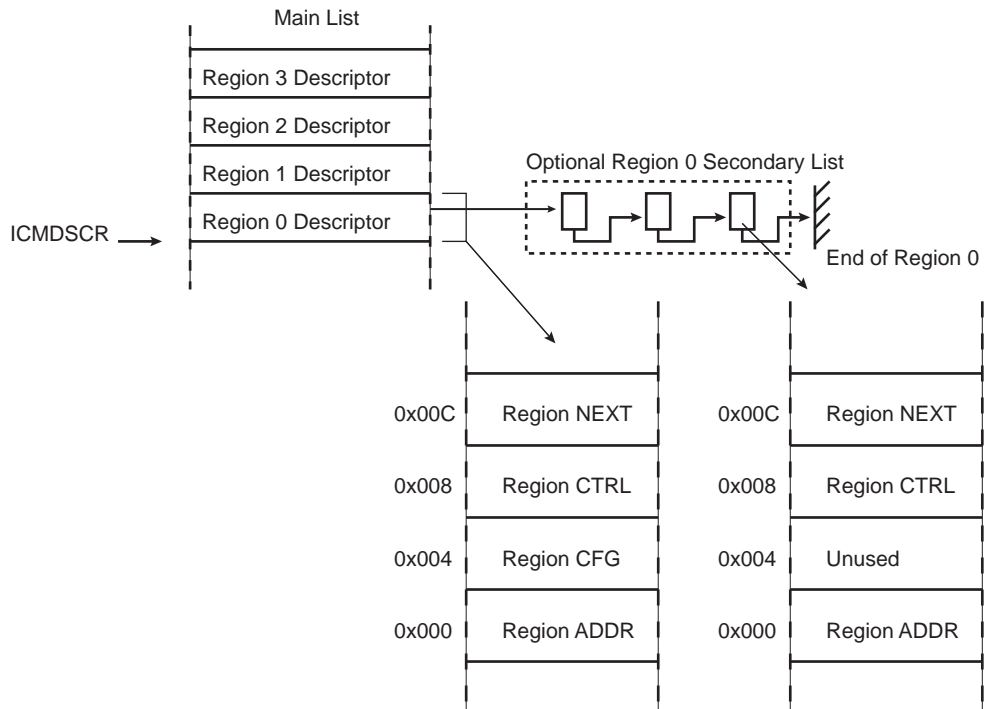 Main List
Region 3 Descriptor
Region 2 Descriptor
Region 1 Descriptor
Region 0 Descriptor
ICMDSCR
Optional Region 0 Secondary List
End of Region 0
0x00C Region NEXT
0x008 Region CTRL
0x004 Region CFG
0x000 Region ADDR
0x00C Region NEXT
0x008 Region CTRL
0x004 Unused
0x000 Region ADDR